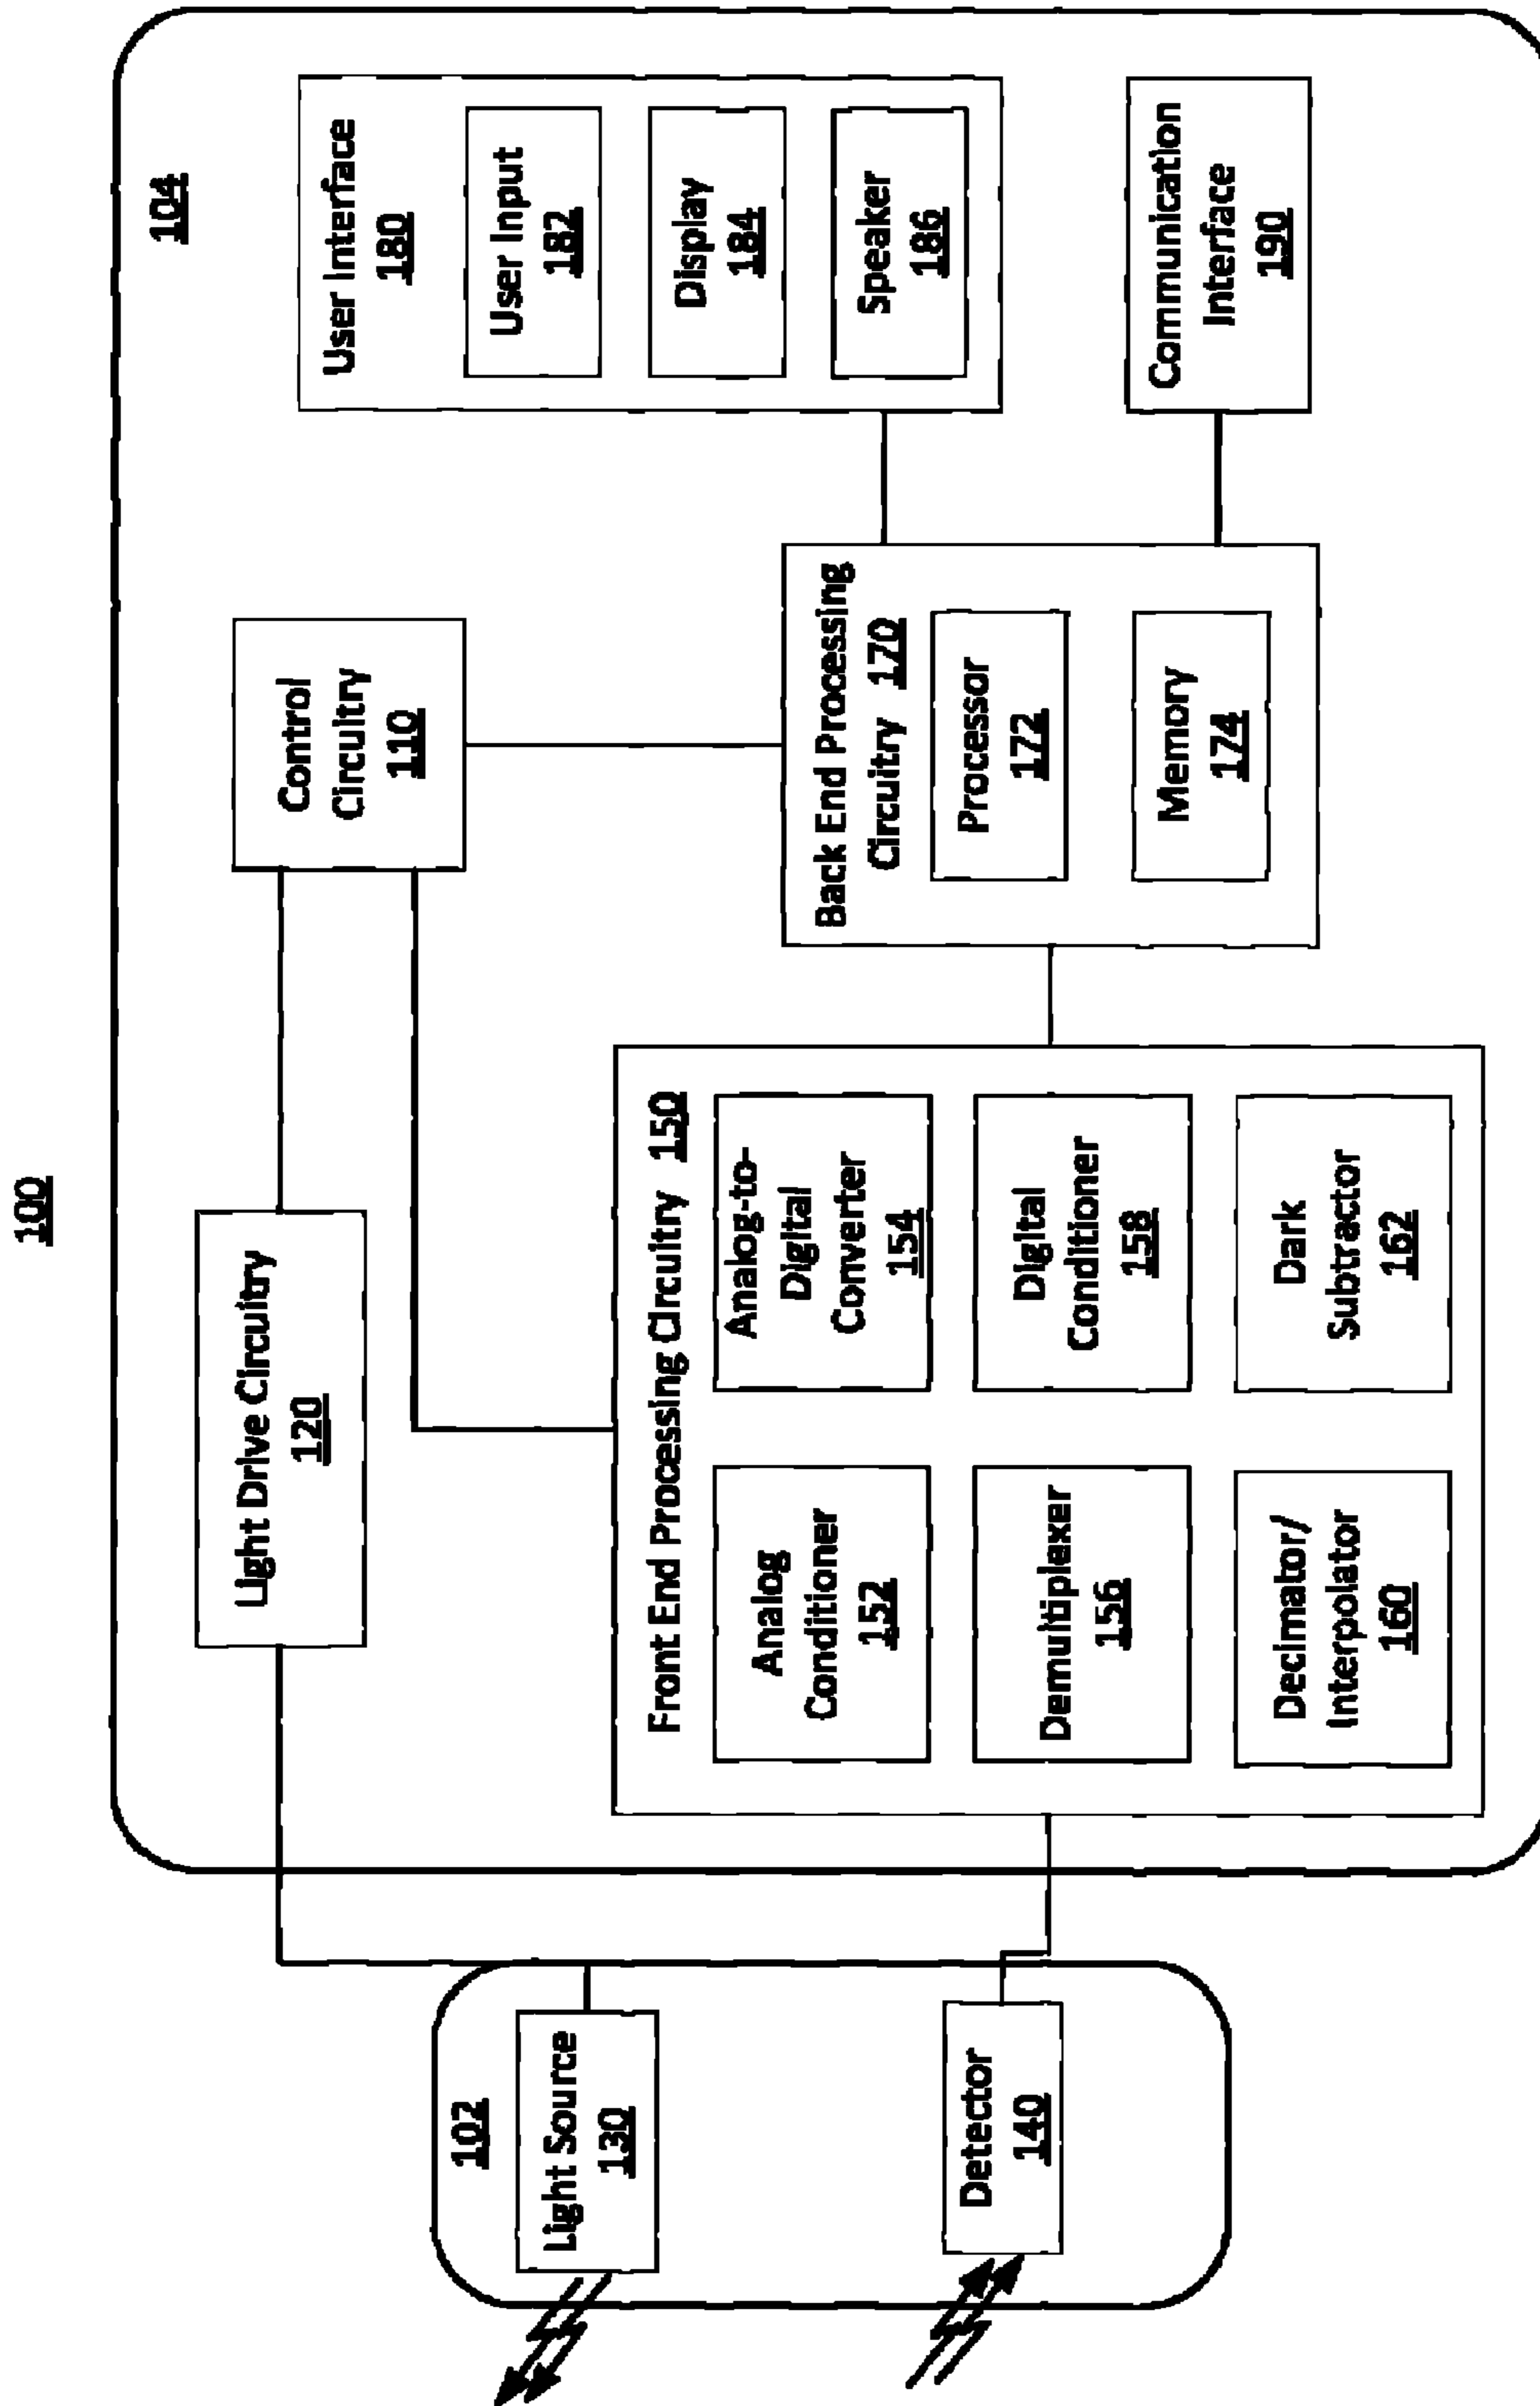 100
104
102
Light Source
130
Detector
140
Light Drive Circuitry
120
Control
Circuitry
110
Front End Processing Circuitry 150
Analog
Conditioner
152
Analog-to-
Digital
Converter
154
Demultiplexer
156
Digital
Conditioner
158
Decimator/
Interpolator
160
Dark
Subtractor
162
Back End Processing
Circuitry 170
Processor
172
Memory
174
User Interface
180
User Input
182
Display
184
Speaker
186
Communication
Interface
190